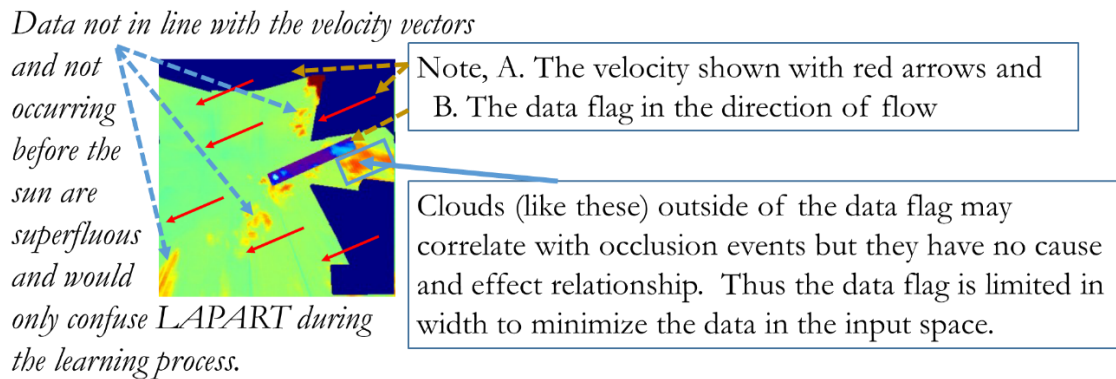 Data not in line with the velocity vectors
and not
occurring
before the
sun are
superfluous
and would
only confuse LAPART during
the learning process.
Note, A. The velocity shown with red arrows and
B. The data flag in the direction of flow
Clouds (like these) outside of the data flag may
correlate with occlusion events but they have no cause
and effect relationship.  Thus the data flag is limited in
width to minimize the data in the input space.